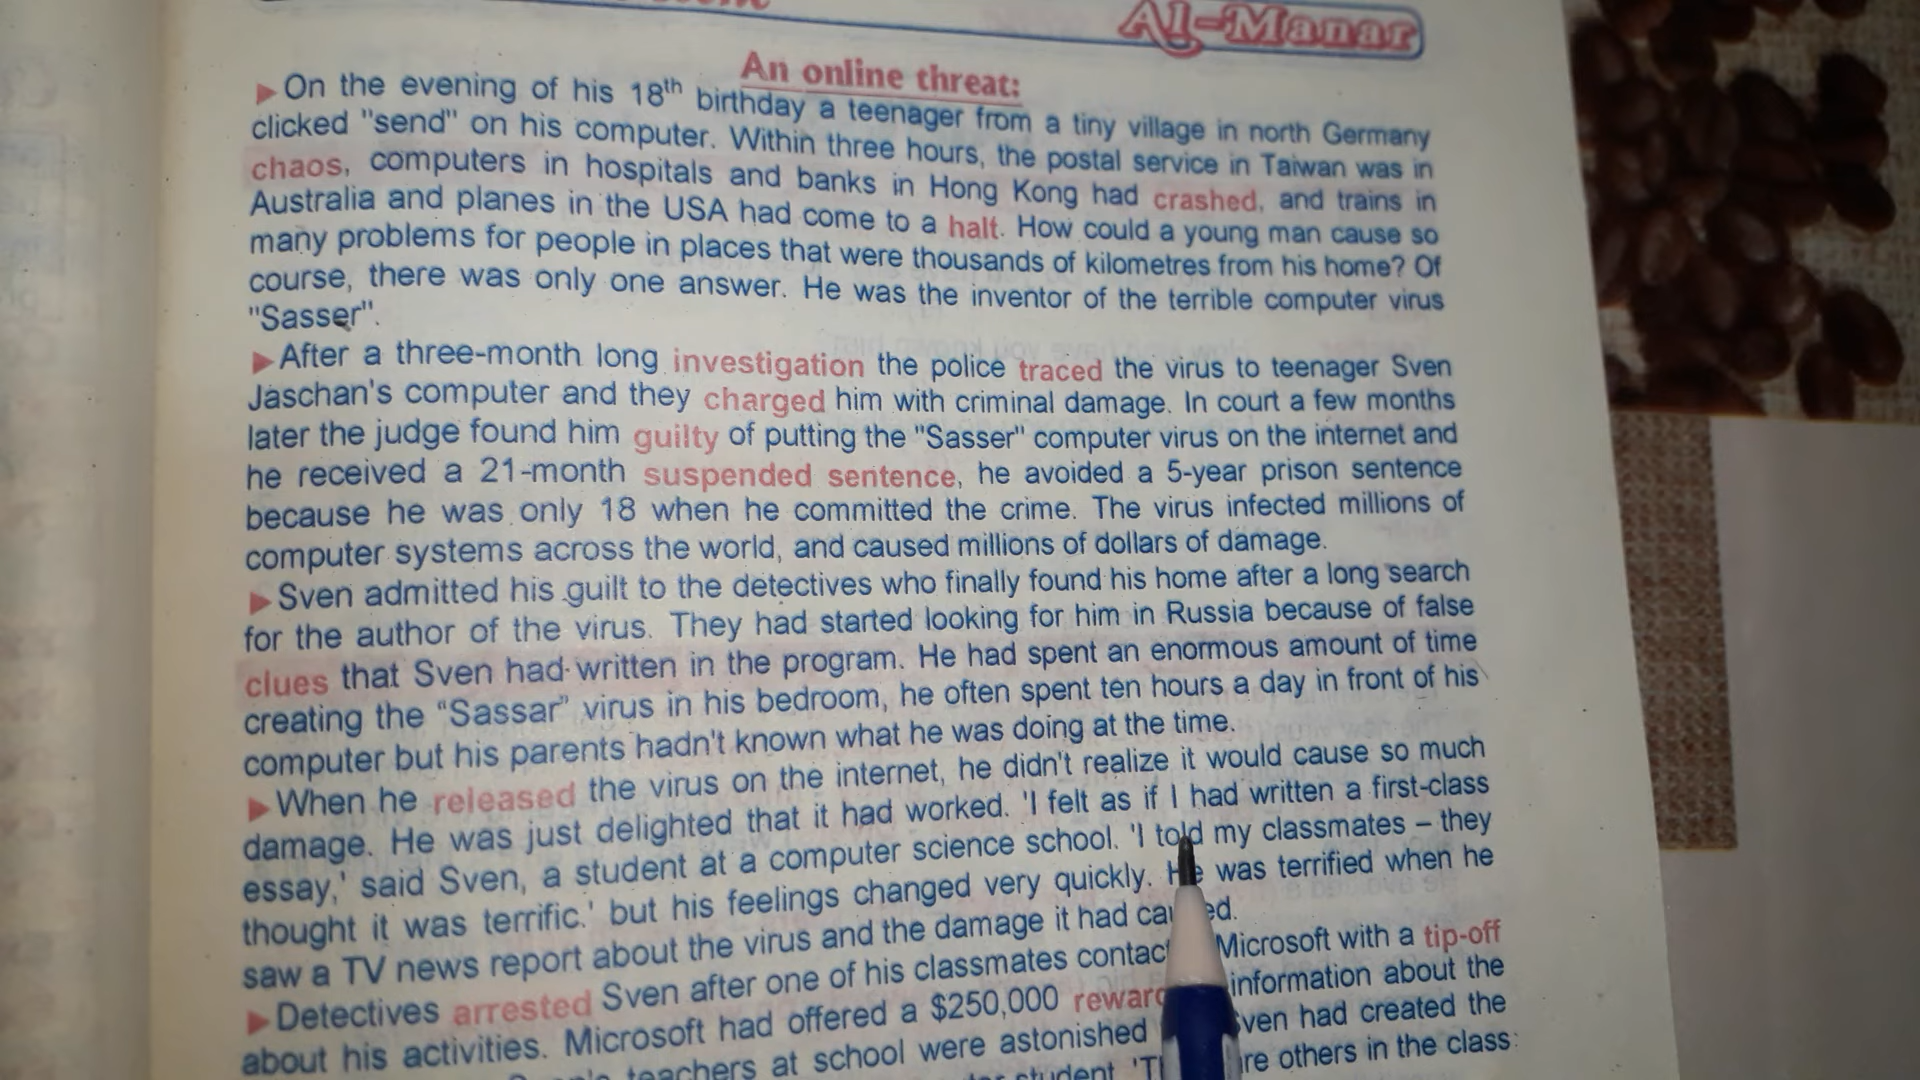 Al-Manar
An online threat:
On the evening of his 18th birthday a teenager from a tiny village in north Germany
clicked "send" on his computer. Within three hours, the postal service in Taiwan was in
chaos, computers in hospitals and banks in Hong Kong had crashed, and trains in
Australia and planes in the USA had come to a halt. How could a young man cause so
many problems for people in places that were thousands of kilometres from his home? Of
course, there was only one answer. He was the inventor of the terrible computer virus
"Sasser".
After a three-month long investigation the police traced the virus to teenager Sven
Jaschan's computer and they charged him with criminal damage. In court a few months
later the judge found him guilty of putting the "Sasser" computer virus on the internet and
he received a 21-month suspended sentence, he avoided a 5-year prison sentence
because he was only 18 when he committed the crime. The virus infected millions of
computer systems across the world, and caused millions of dollars of damage.
Sven admitted his guilt to the detectives who finally found his home after a long search
for the author of the virus. They had started looking for him in Russia because of false
clues that Sven had written in the program. He had spent an enormous amount of time
creating the “Sassar” virus in his bedroom, he often spent ten hours a day in front of his
computer but his parents hadn't known what he was doing at the time.
When he released the virus on the internet, he didn't realize it would cause so much
damage. He was just delighted that it had worked. 'I felt as if I had written a first-class
essay,' said Sven, a student at a computer science school. 'I told my classmates – they
thought it was terrific.' but his feelings changed very quickly. He was terrified when he
saw a TV news report about the virus and the damage it had caused.
Detectives arrested Sven after one of his classmates Microsoft with a tip-off
about his activities. Microsoft had offered a $250,000 reward information about the
teachers at school were astonished Sven had created the
student. others in the class: